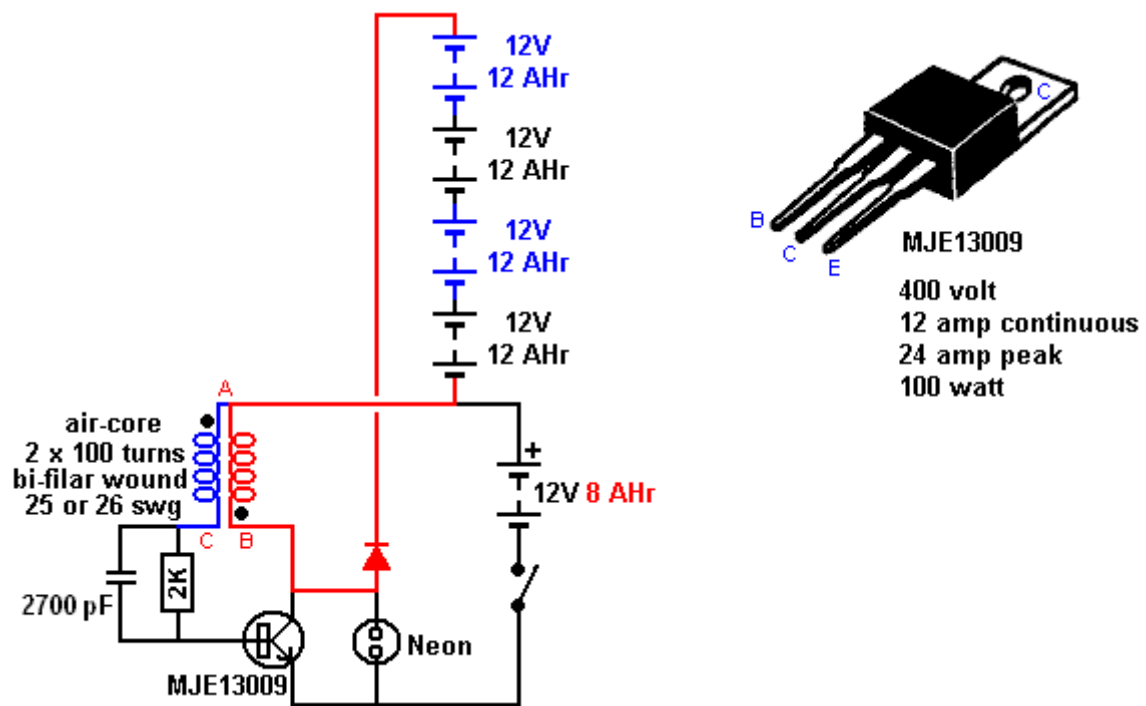 12V
12 AHr
12V
12 AHr
12V
12 AHr
12V
12 AHr
A
air-core
2 x 100 turns
bi-filar wound
25 or 26 swg
C B
2K
2700 pF
MJE13009
Neon
+
12V 8 AHr
C
B
C
E
MJE13009
400 volt
12 amp continuous
24 amp peak
100 watt